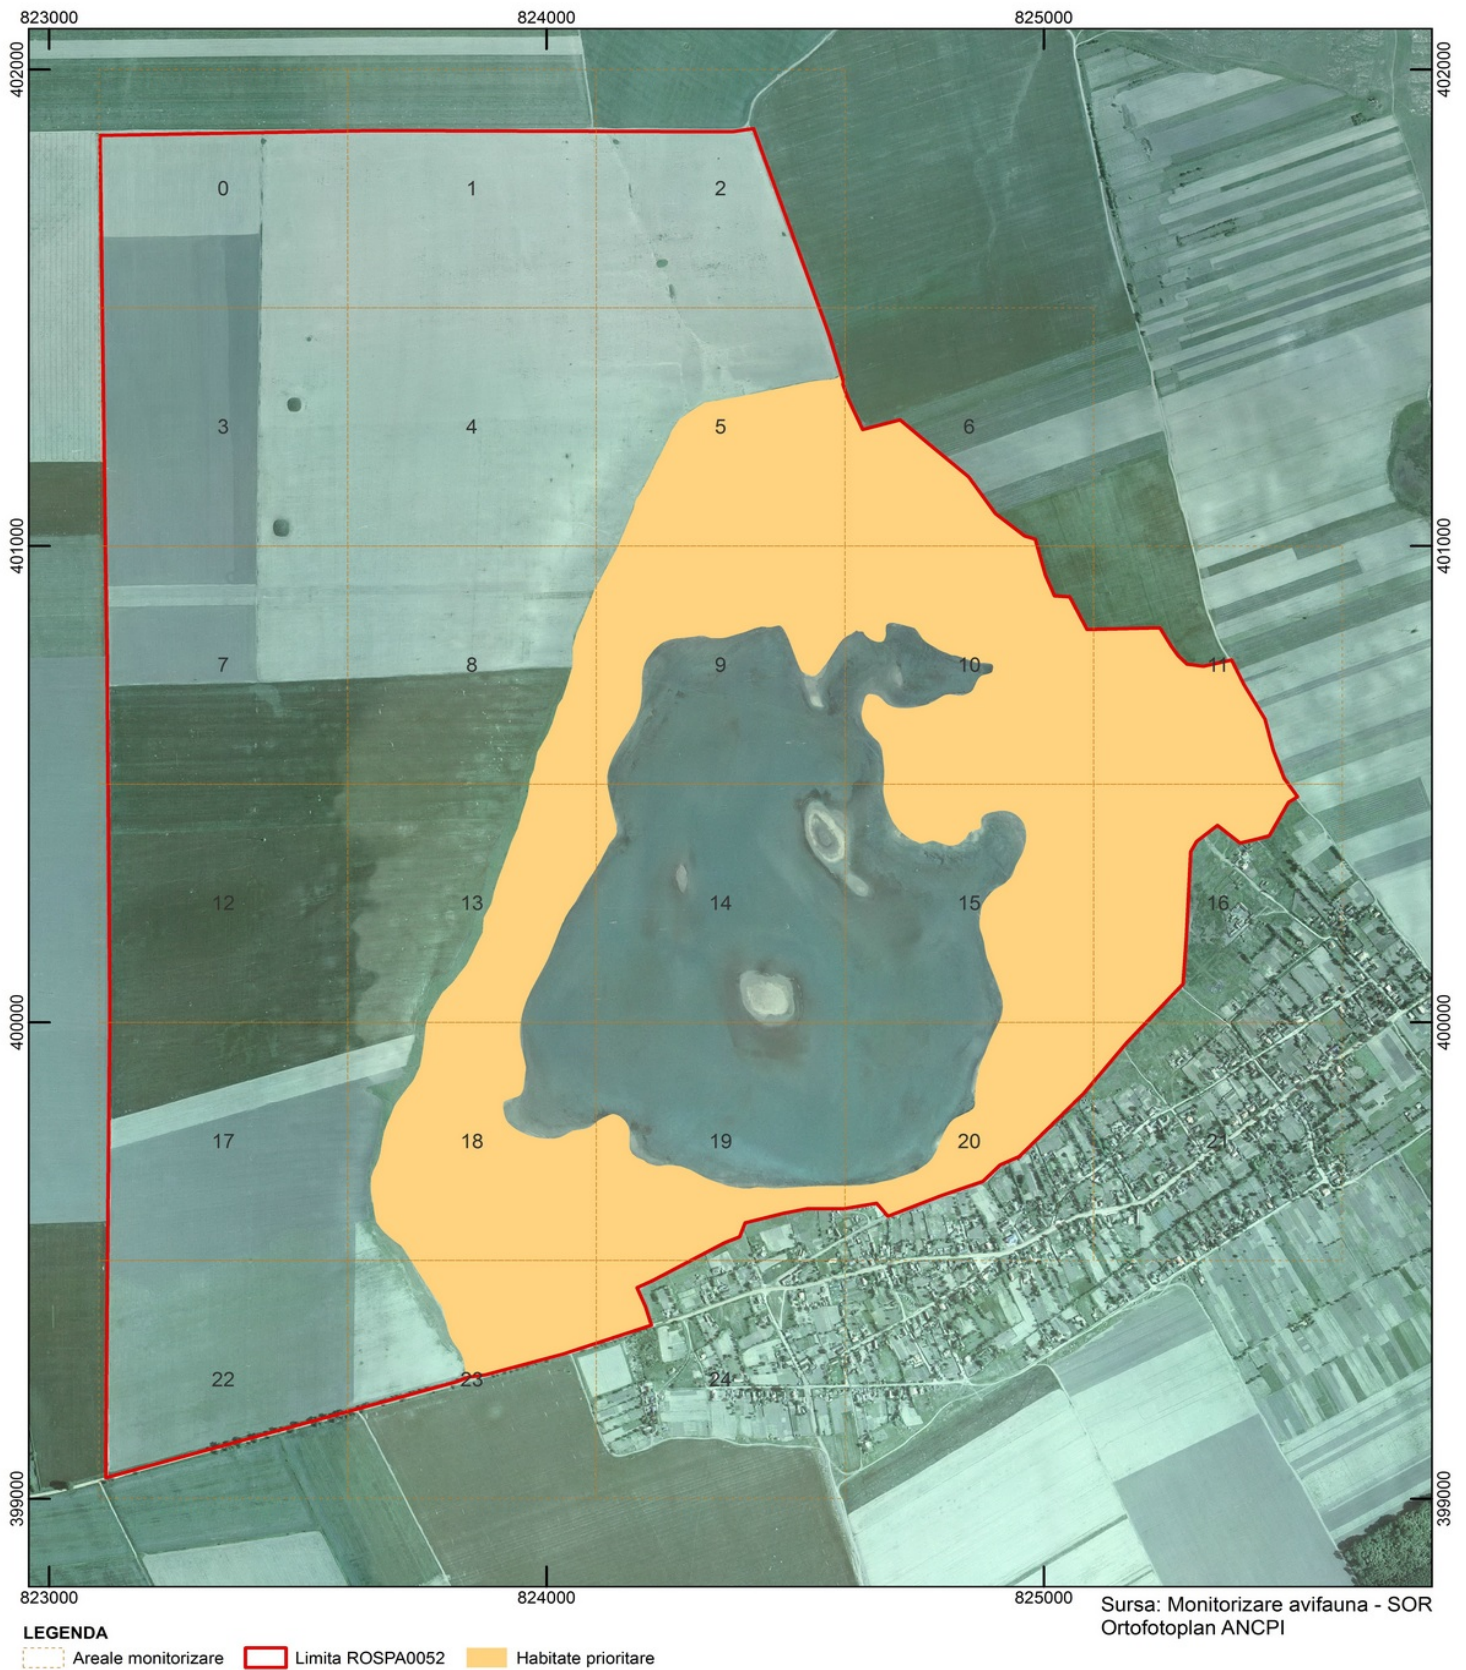 823000 824000 825000
402000 402000
0 1 2
3 4 5 6
401000 401000
7 8 9 10 11
12 13 14 15 16
400000 400000
17 18 19 20 21
22 23 24
399000 399000
823000 824000 825000
Sursa: Monitorizare avifauna - SOR
Ortofotoplan ANCPI
LEGENDA
Areale monitorizare Limita ROSPA0052 Habitate prioritare